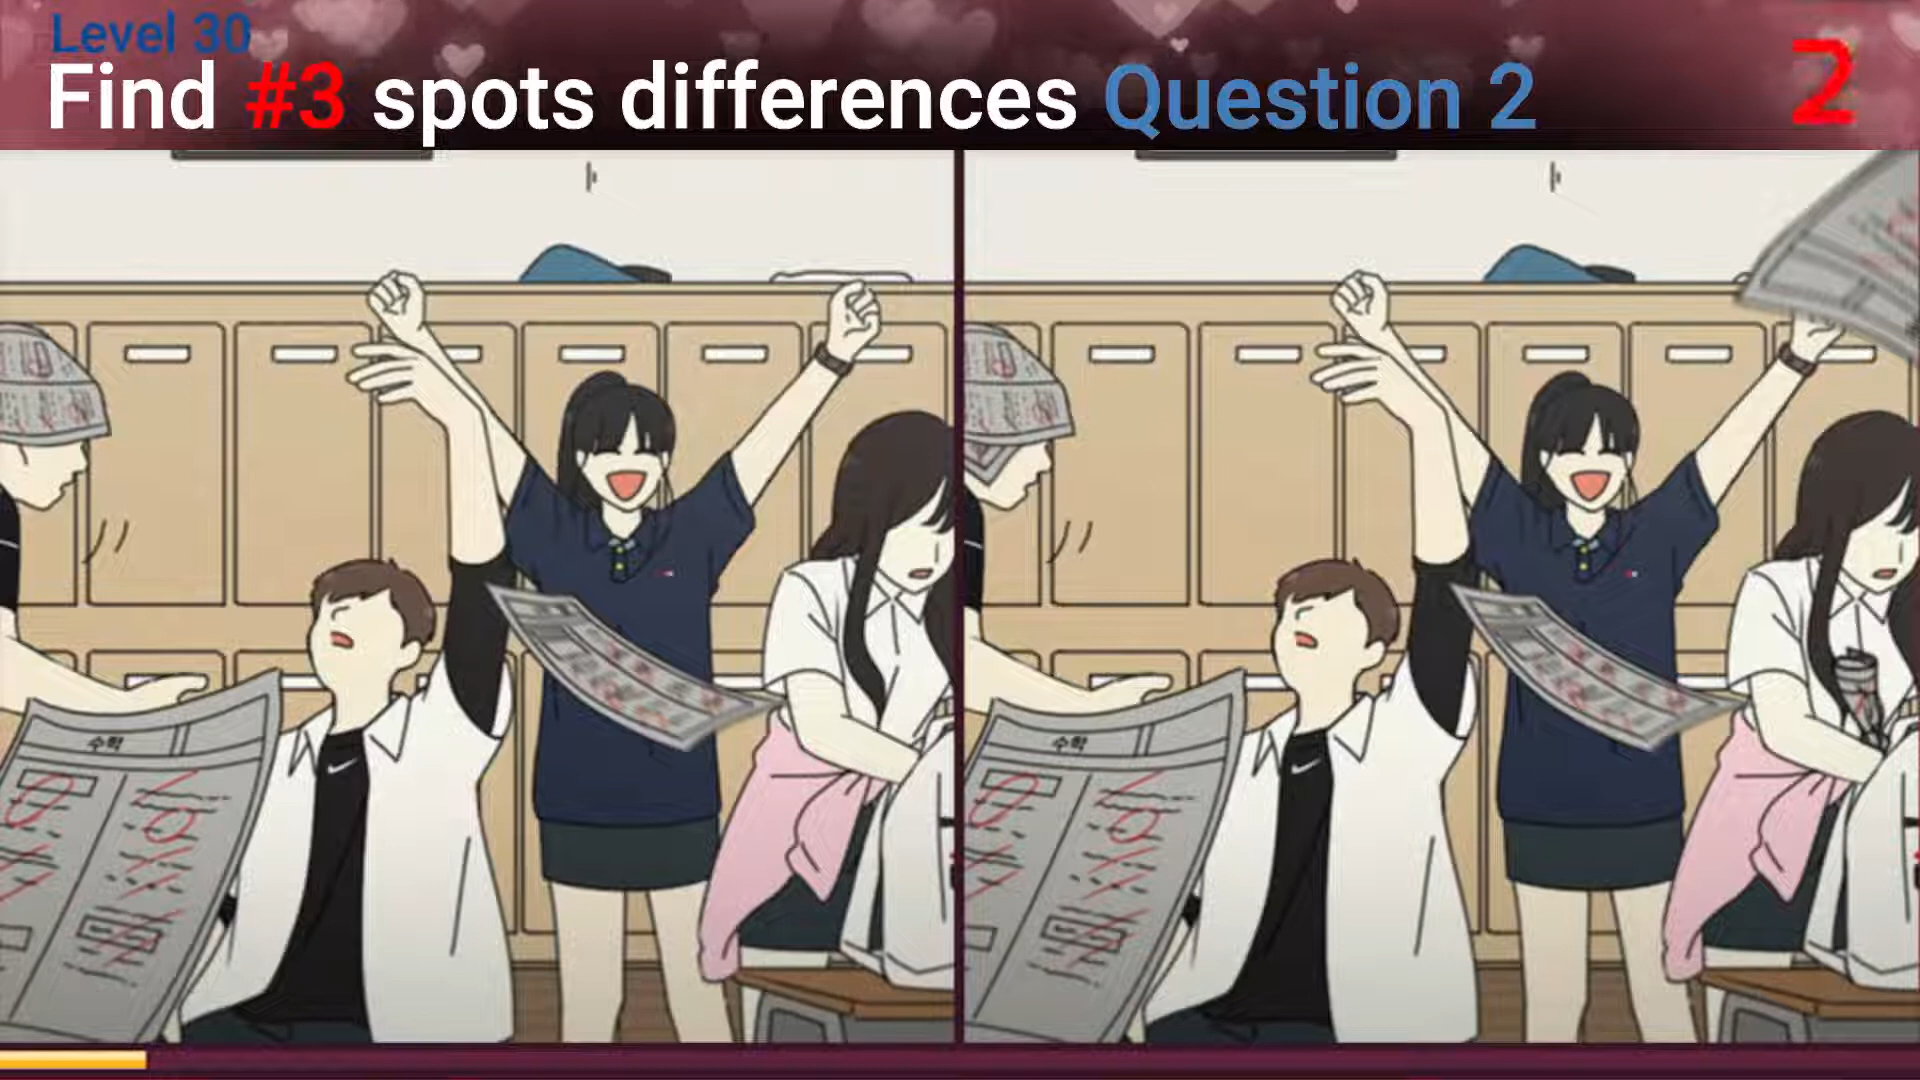 Level 30
Find #3 spots differences Question 2
2
수학
수학